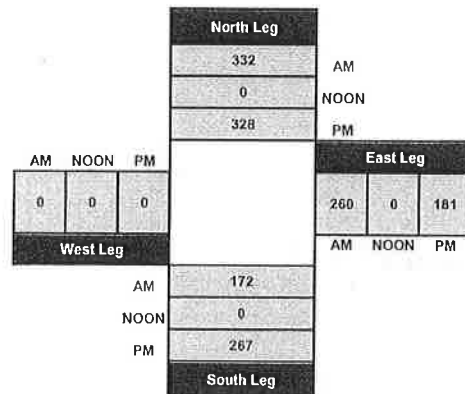 North Leg
332 AM
0 NOON
328 PM
AM NOON PM
East Leg
0 0 0
260 0 181
West Leg
AM NOON PM
AM 172
NOON 0
PM 267
South Leg